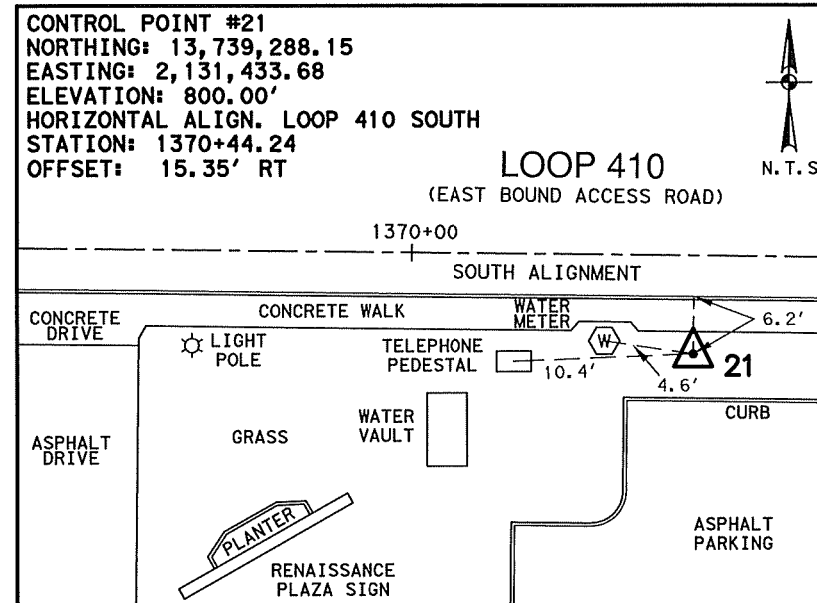 CONTROL POINT #21
NORTHING: 13,739,288.15
EASTING: 2,131,433.68
ELEVATION: 800.00'
HORIZONTAL ALIGN. LOOP 410 SOUTH
STATION: 1370+44.24
OFFSET: 15.35' RT
N.T.S
LOOP 410
(EAST BOUND ACCESS ROAD)
1370+00
SOUTH ALIGNMENT
CONCRETE
DRIVE
CONCRETE WALK
WATER
METER
6.2'
LIGHT
POLE
TELEPHONE
PEDESTAL
W
10.4'
4.6'
21
CURB
WATER
VAULT
GRASS
ASPHALT
DRIVE
PLANTER
RENAISSANCE
PLAZA SIGN
ASPHALT
PARKING